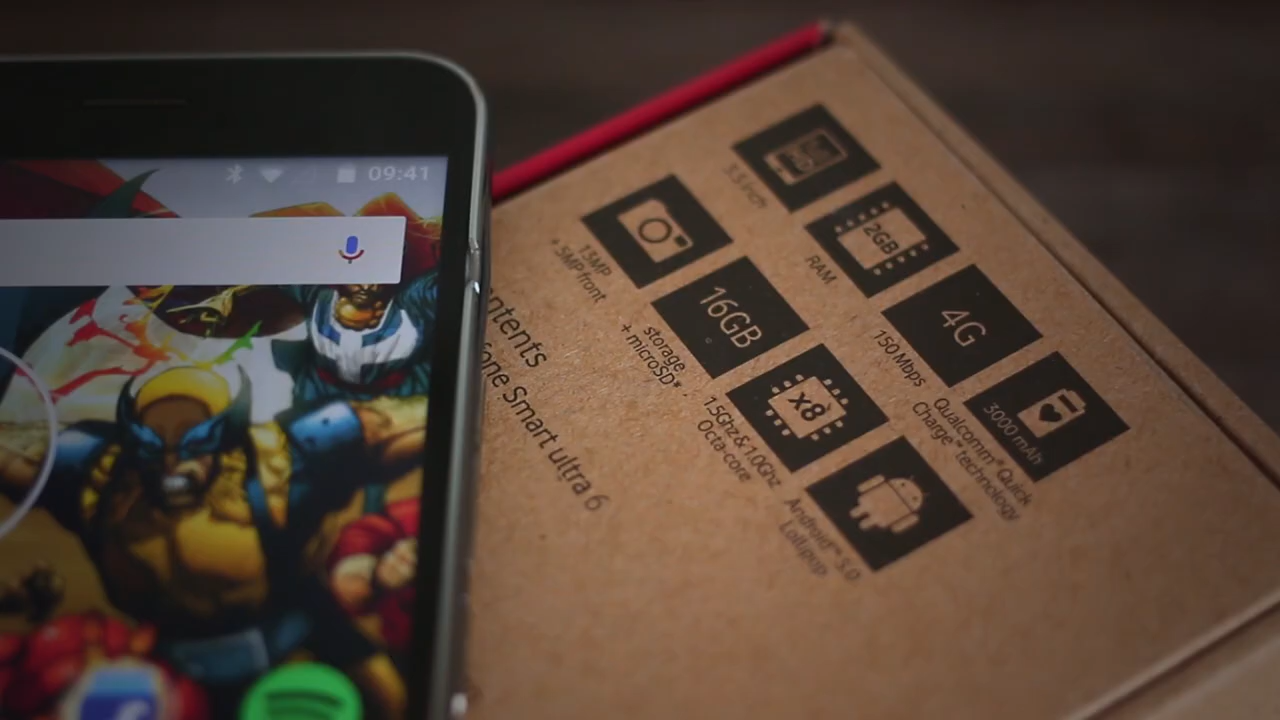 09:41
5.5 inch
13MP
+ 5MP front
2GB
RAM
16GB
storage
+ microSD*
4G
150 Mbps
x8
1.5Ghz&1.0Ghz
Octa-core
3000 mAh
Qualcomm® Quick
Charge™ technology
Android™ 5.0
Lollipop
ntents
fone Smart ultra 6